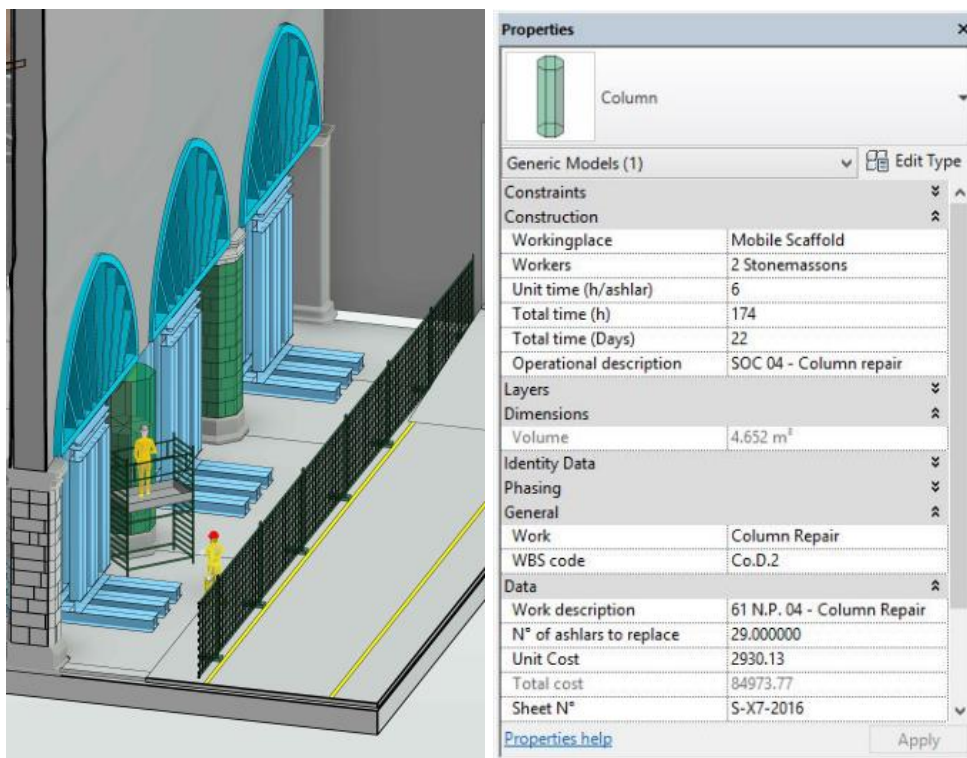 Properties ×
Column
Generic Models (1) Edit Type
Constraints
Construction
Workingplace Mobile Scaffold
Workers 2 Stonemassons
Unit time (h/ashlar) 6
Total time (h) 174
Total time (Days) 22
Operational description SOC 04 - Column repair
Layers
Dimensions
Volume 4.652 m³
Identity Data
Phasing
General
Work Column Repair
WBS code Co.D.2
Data
Work description 61 N.P. 04 - Column Repair
N° of ashlars to replace 29.000000
Unit Cost 2930.13
Total cost 84973.77
Sheet N° S-X7-2016
Properties help Apply